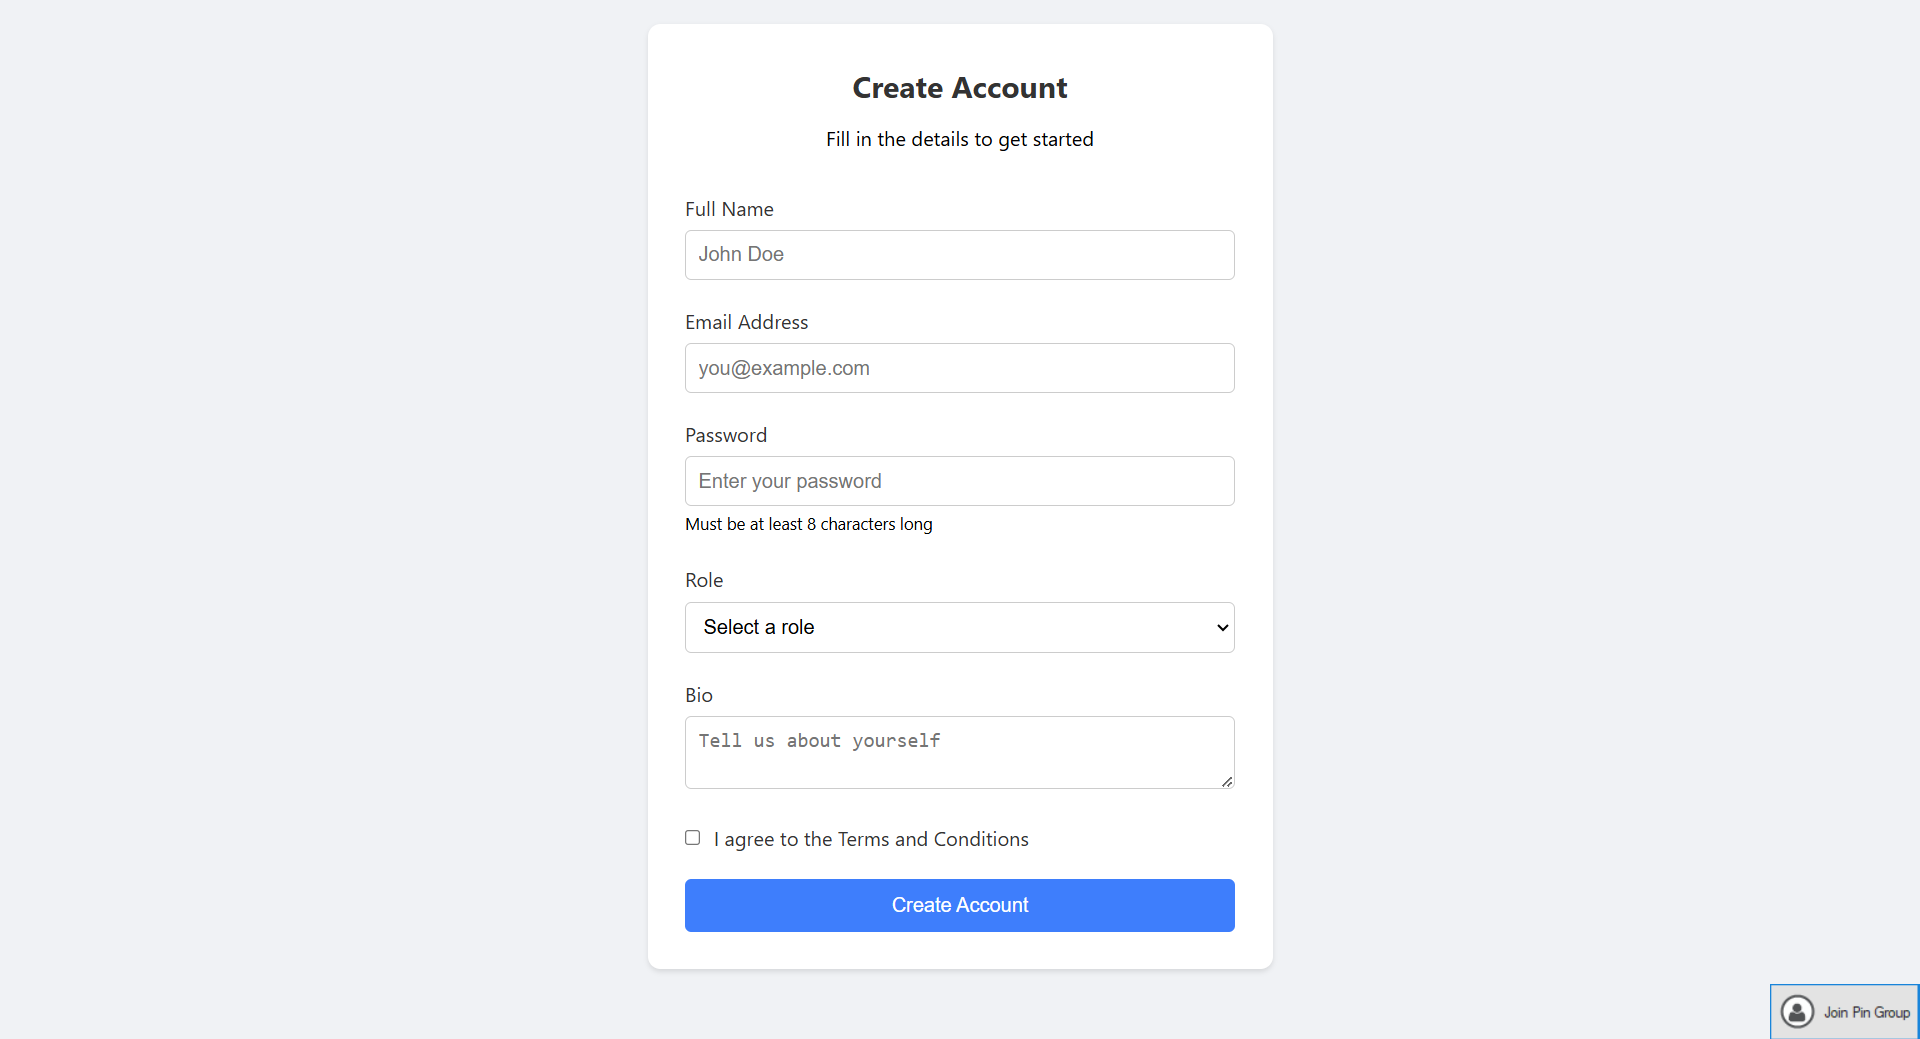 Create Account
Fill in the details to get started
Full Name
John Doe
Email Address
you@example.com
Password
Enter your password
Must be at least 8 characters long
Role
Select a role
Bio
Tell us about yourself
I agree to the Terms and Conditions
Create Account
Join Pin Group